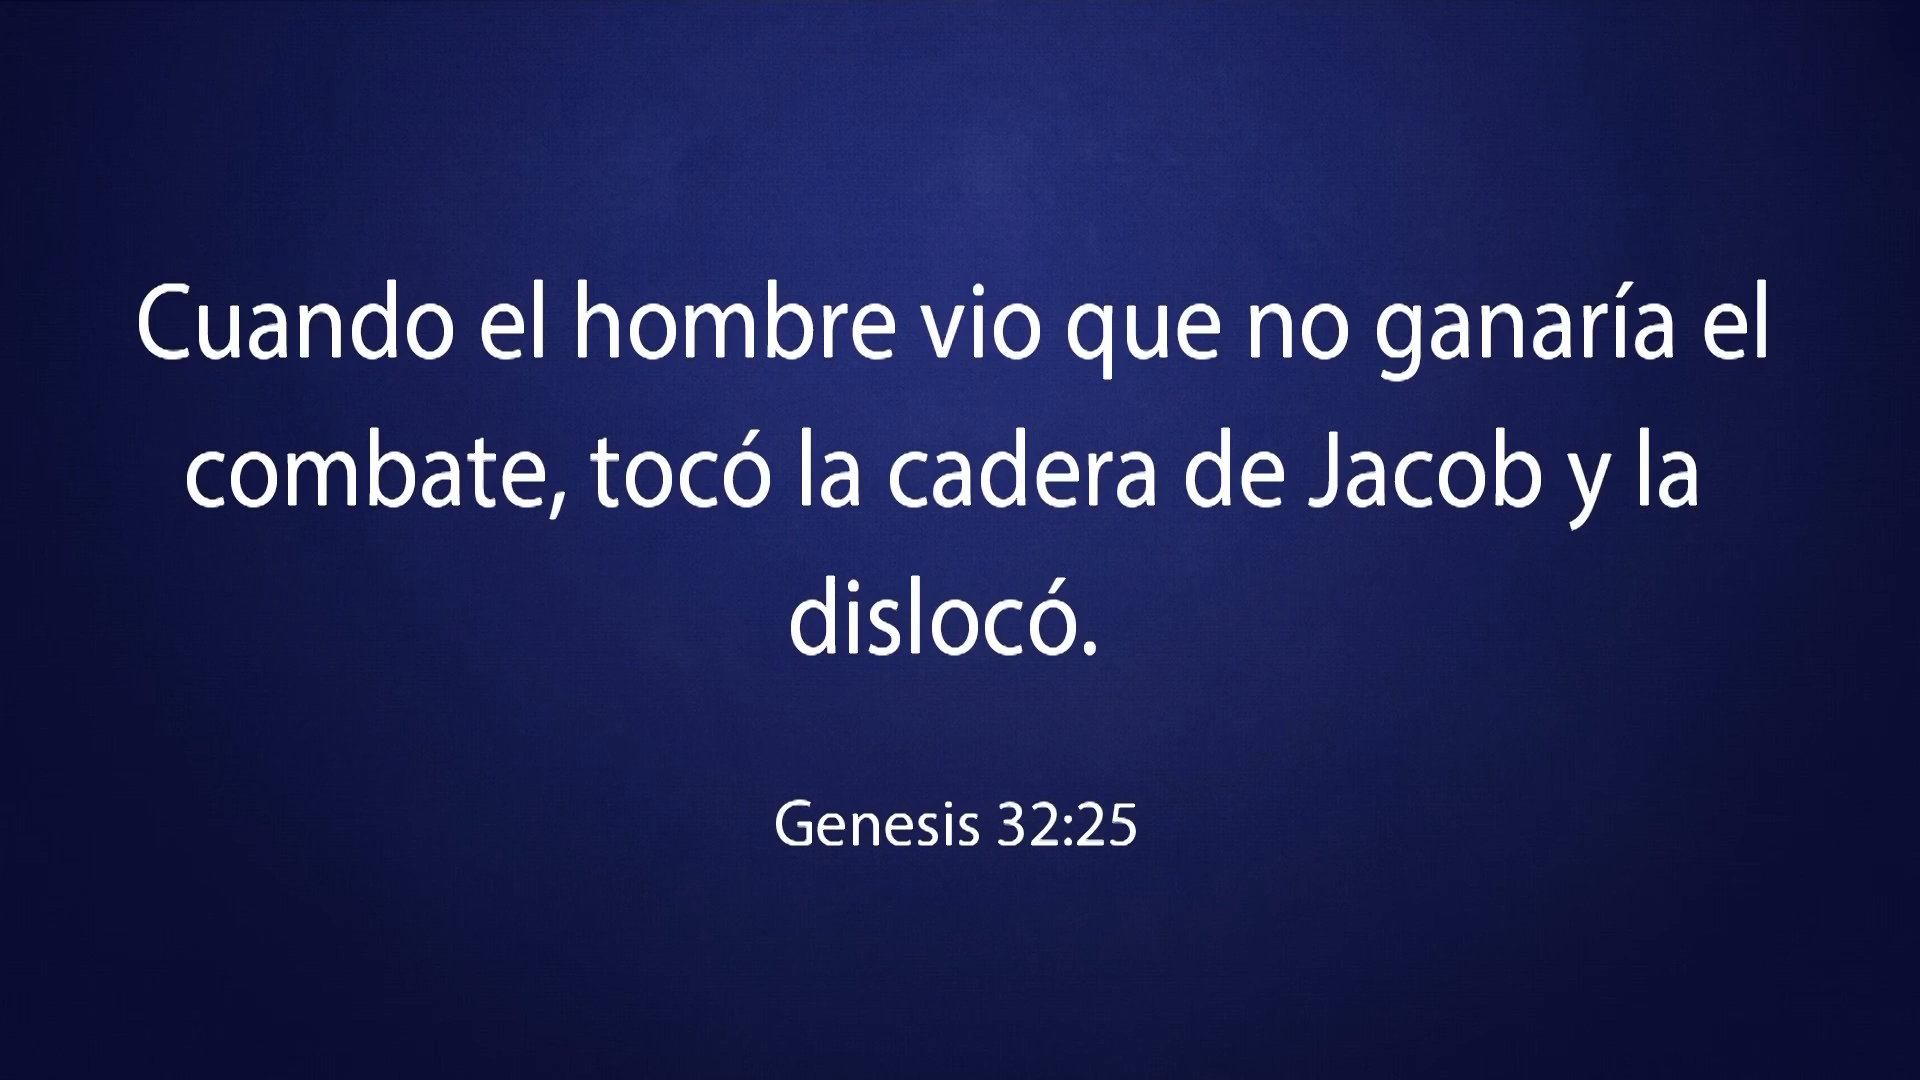 Cuando el hombre vio que no ganaría el
combate, tocó la cadera de Jacob y la
dislocó.
Genesis 32:25